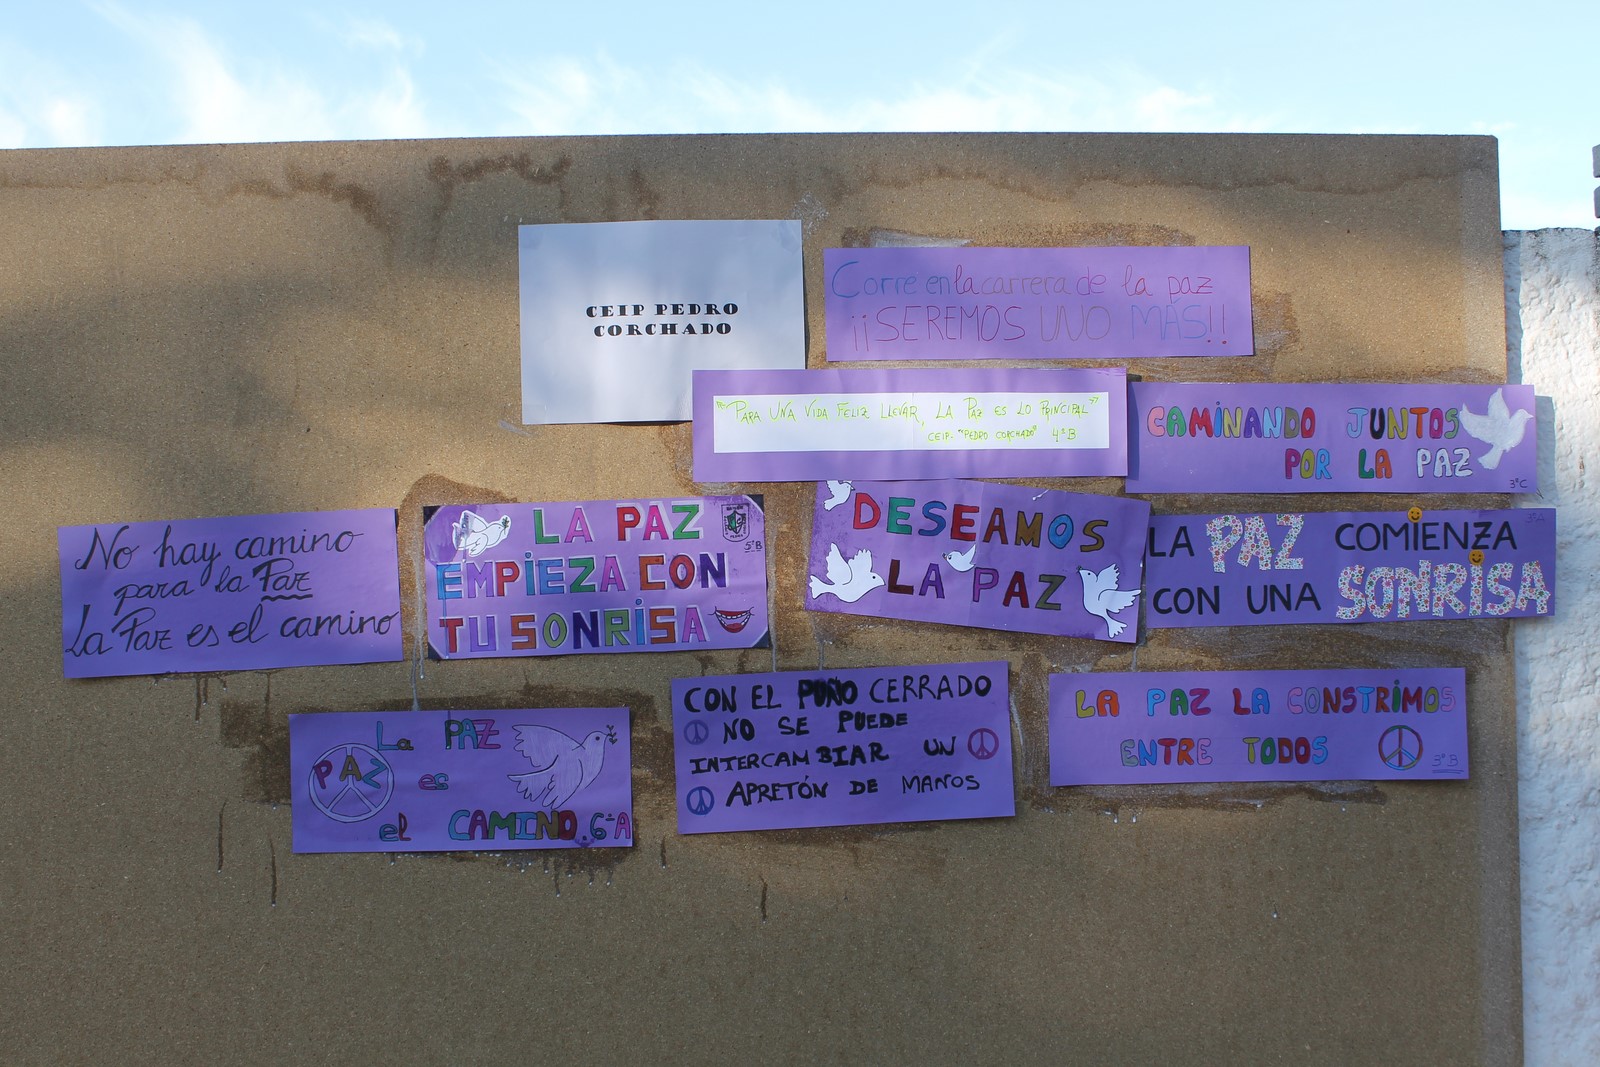 CEIP PEDRO
CORCHADO
Corre en la carrera de la paz
¡¡SEREMOS UNO MÁS!!
"PARA UNA VIDA FELIZ LLEVAR, LA PAZ ES LO PRINCIPAL"
CEIP. "PEDRO CORCHADO" 4ºB
CAMINANDO JUNTOS
POR LA PAZ
3ºC
No hay camino
para la Paz
La Paz es el camino
LA PAZ
5ºB
EMPIEZA CON
TU SONRISA
DESEAMOS
LA PAZ
3ºA
LA PAZ COMIENZA
CON UNA SONRISA
La PAZ
PAZ es
el CAMINO. 6ºA
CON EL PUÑO CERRADO
NO SE PUEDE
INTERCAMBIAR UN
APRETÓN DE MANOS
LA PAZ LA CONSTRIMOS
ENTRE TODOS
3ºB